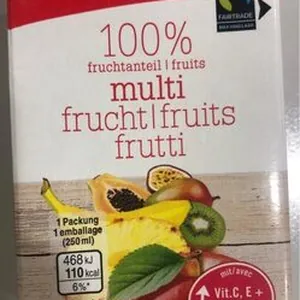 FAIRTRADE
100%
fruchtanteil | fruits
multi
frucht|fruits
frutti
1 Packung
1 emballage
(250 ml)
468 kJ
110 kcal
6%*
mit/avec
Vit.C, E +